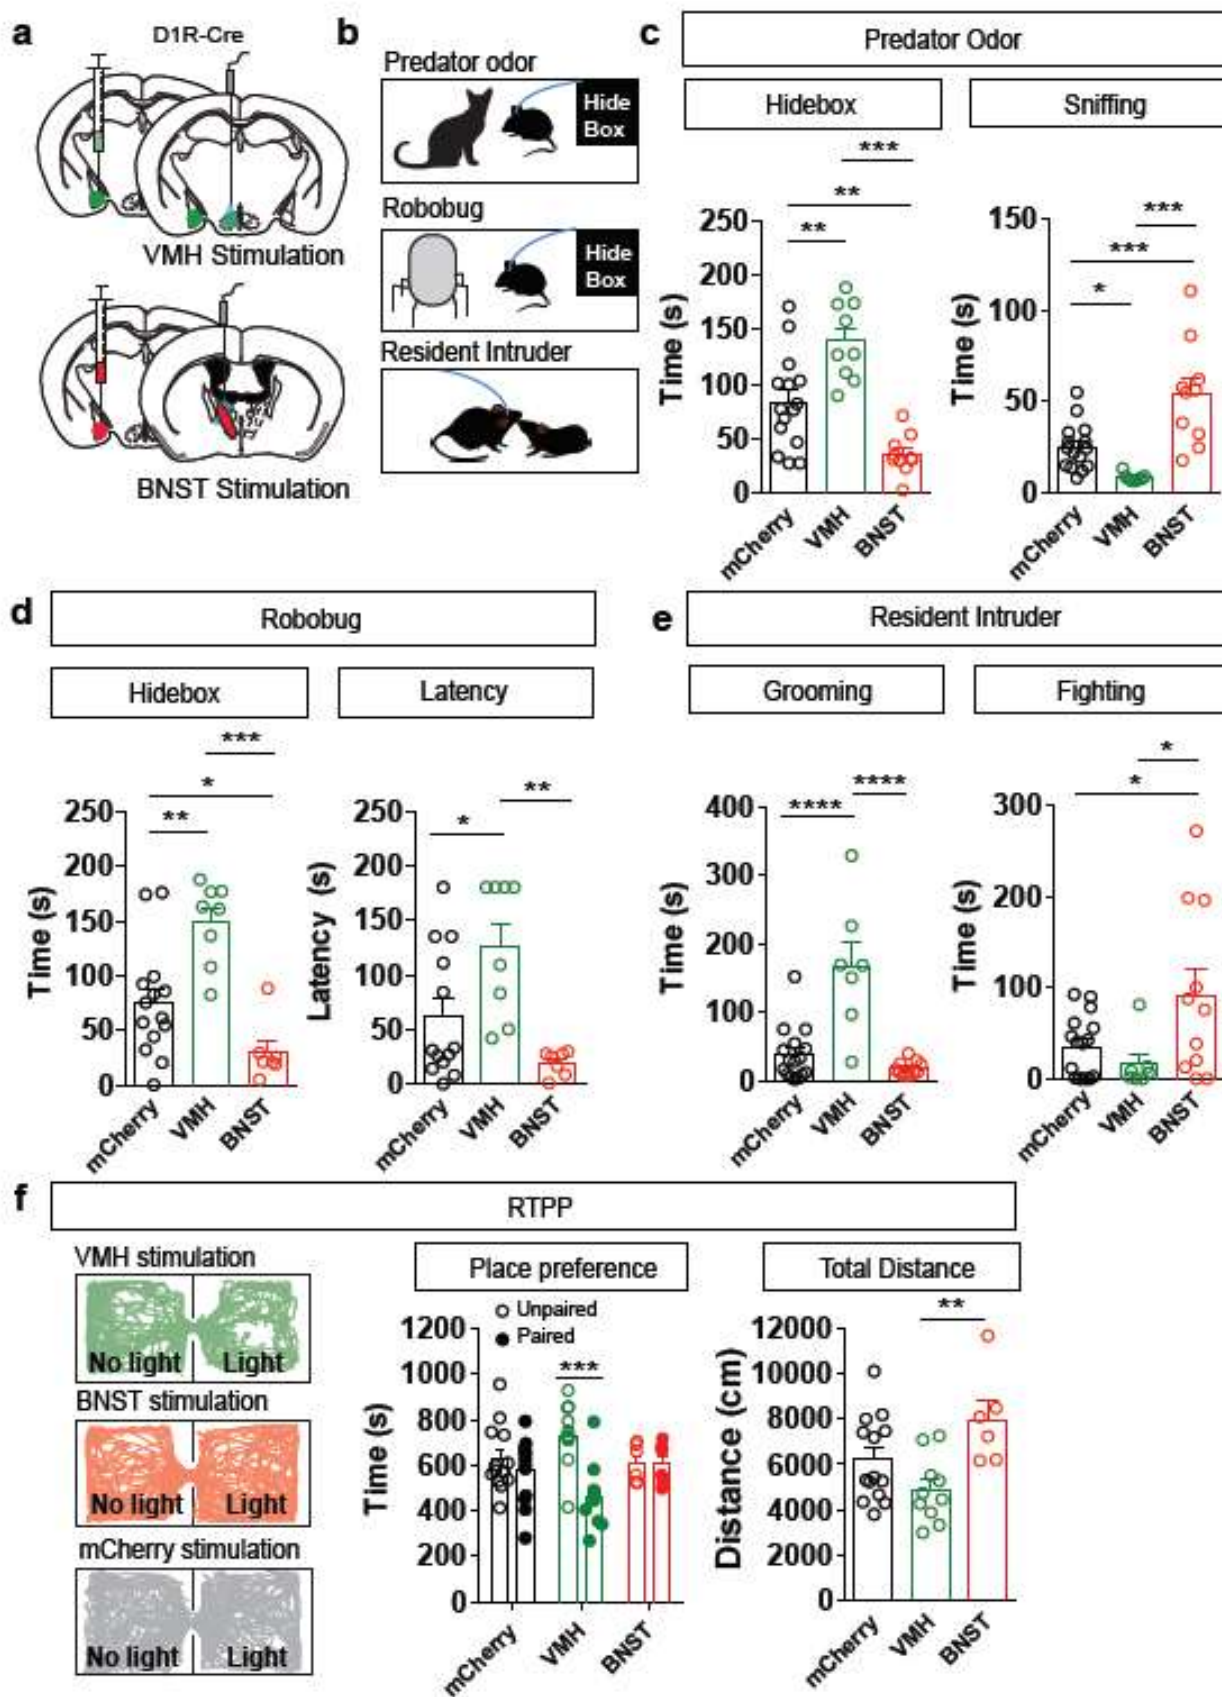 a
D1R-Cre
VMH Stimulation
BNST Stimulation
b
Predator odor
Hide
Box
Robobug
Hide
Box
Resident Intruder
c
Predator Odor
Hidebox
Sniffing
***
**
**
250
200
150
100
50
0
Time (s)
mCherry
VMH
BNST
***
***
*
150
100
50
0
Time (s)
mCherry
VMH
BNST
d
Robobug
Hidebox
Latency
***
*
**
250
200
150
100
50
0
Time (s)
mCherry
VMH
BNST
**
*
250
200
150
100
50
0
Latency (s)
mCherry
VMH
BNST
e
Resident Intruder
Grooming
Fighting
**** ****
400
300
200
100
0
Time (s)
mCherry
VMH
BNST
*
*
300
200
100
0
Time (s)
mCherry
VMH
BNST
f
RTPP
VMH stimulation
No light Light
BNST stimulation
No light Light
mCherry stimulation
No light Light
Place preference
Unpaired
Paired
***
1200
1000
800
600
400
200
0
Time (s)
mCherry
VMH
BNST
Total Distance
**
12000
10000
8000
6000
4000
2000
0
Distance (cm)
mCherry
VMH
BNST